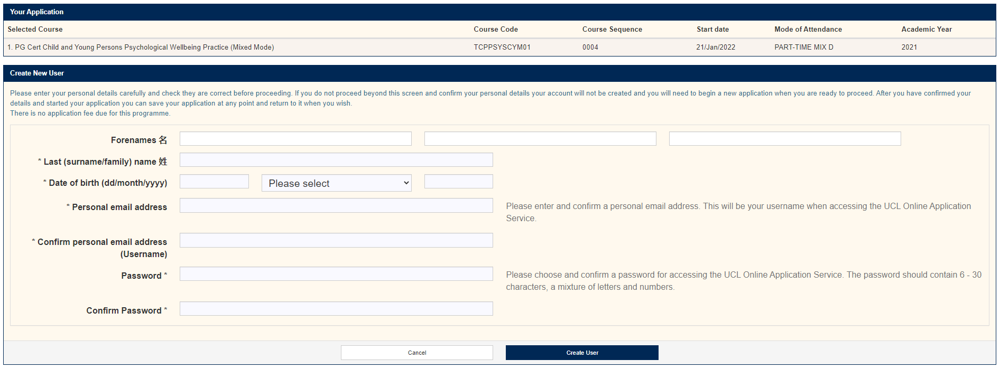 Your Application
Selected Course Course Code Course Sequence Start date Mode of Attendance Academic Year
1. PG Cert Child and Young Persons Psychological Wellbeing Practice (Mixed Mode) TCPPSYSCYM01 0004 21/Jan/2022 PART-TIME MIX D 2021
Create New User
Please enter your personal details carefully and check they are correct before proceeding. If you do not proceed beyond this screen and confirm your personal details your account will not be created and you will need to begin a new application when you are ready to proceed. After you have confirmed your
details and started your application you can save your application at any point and return to it when you wish.
There is no application fee due for this programme.
Forenames 名
* Last (surname/family) name 姓
* Date of birth (dd/month/yyyy) Please select
* Personal email address Please enter and confirm a personal email address. This will be your username when accessing the UCL Online Application
Service.
* Confirm personal email address
(Username)
Password * Please choose and confirm a password for accessing the UCL Online Application Service. The password should contain 6 - 30
characters, a mixture of letters and numbers.
Confirm Password *
Cancel Create User